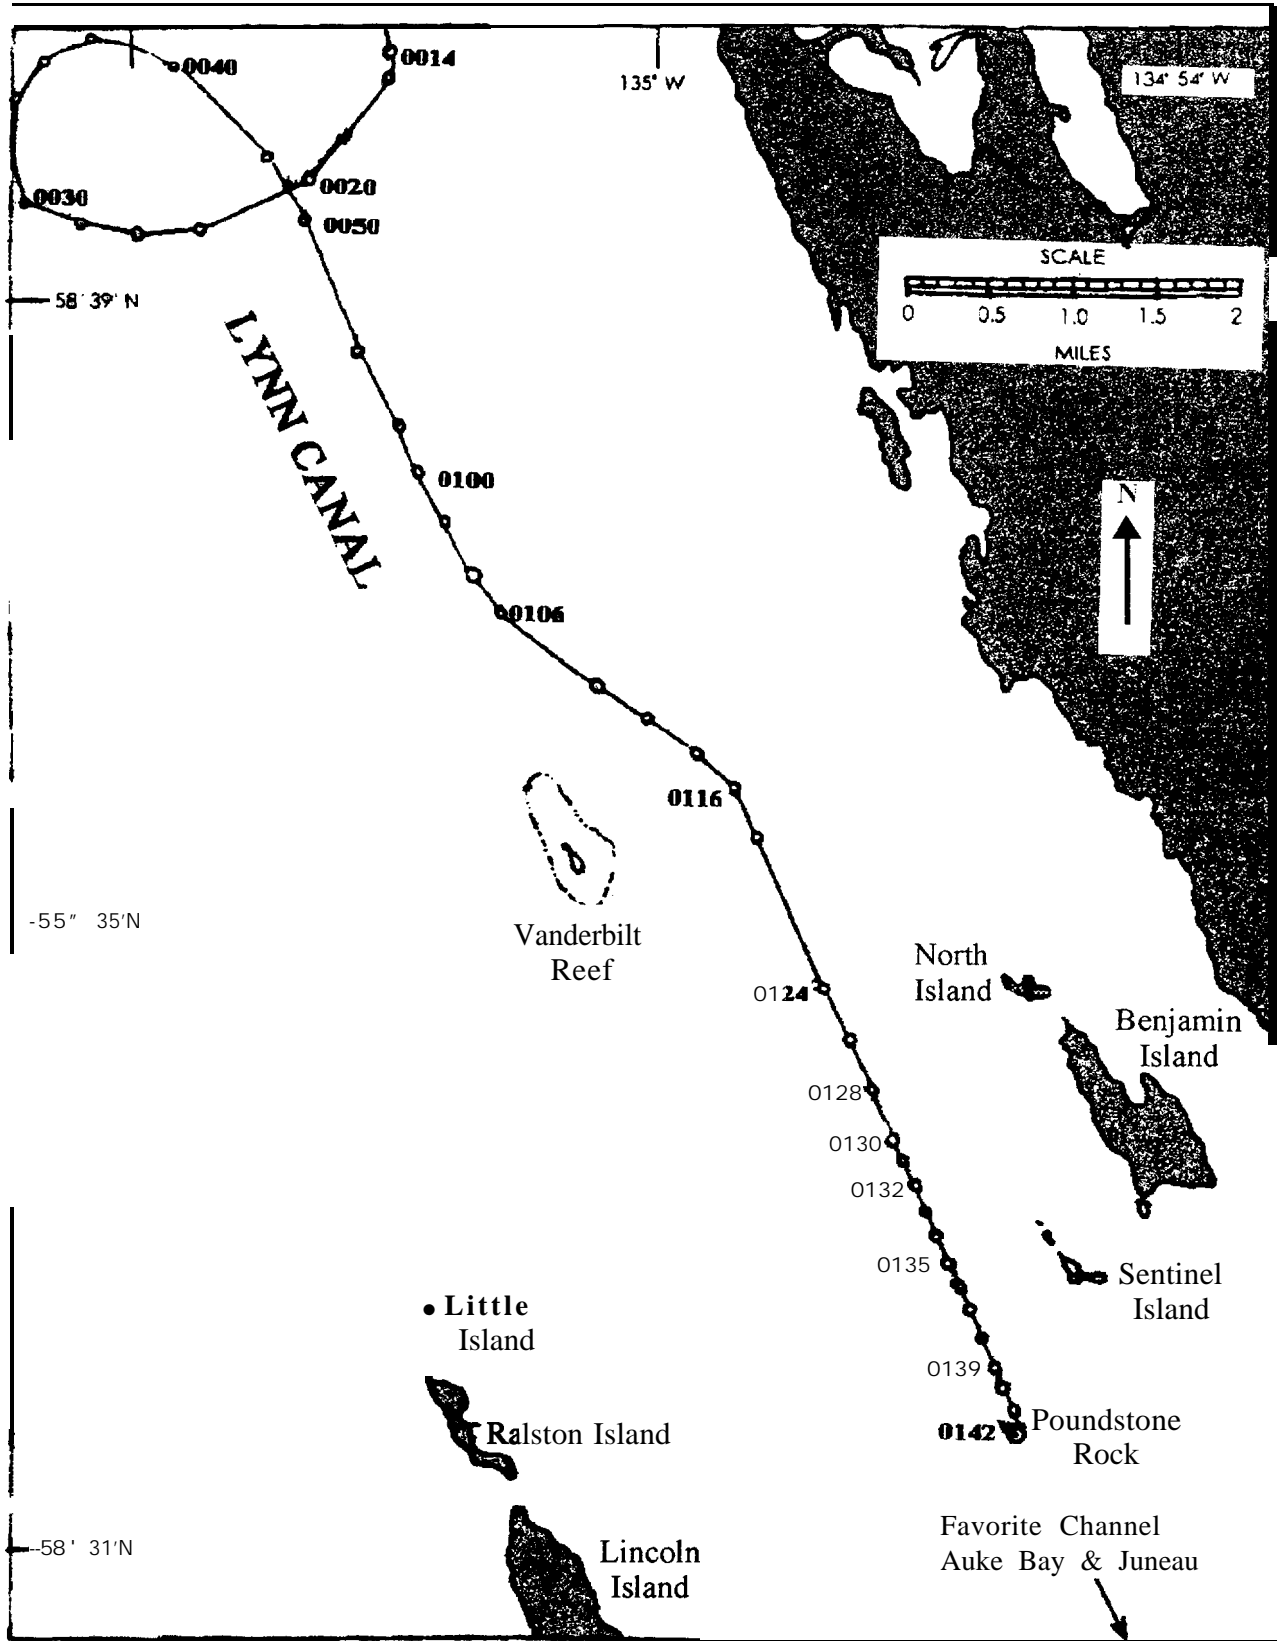 0040
0014
135° W
134° 54' W
0030
0020
0050
SCALE
58° 39' N
0 0.5 1.0 1.5 2
MILES
LYNN CANAL
0100
N
0106
0116
-55" 35'N
Vanderbilt
Reef
North
Island
0124
Benjamin
Island
0128
0130
0132
0135
Sentinel
Island
Little
Island
0139
Ralston Island
0142
Poundstone
Rock
Favorite Channel
Auke Bay & Juneau
--58' 31'N
Lincoln
Island